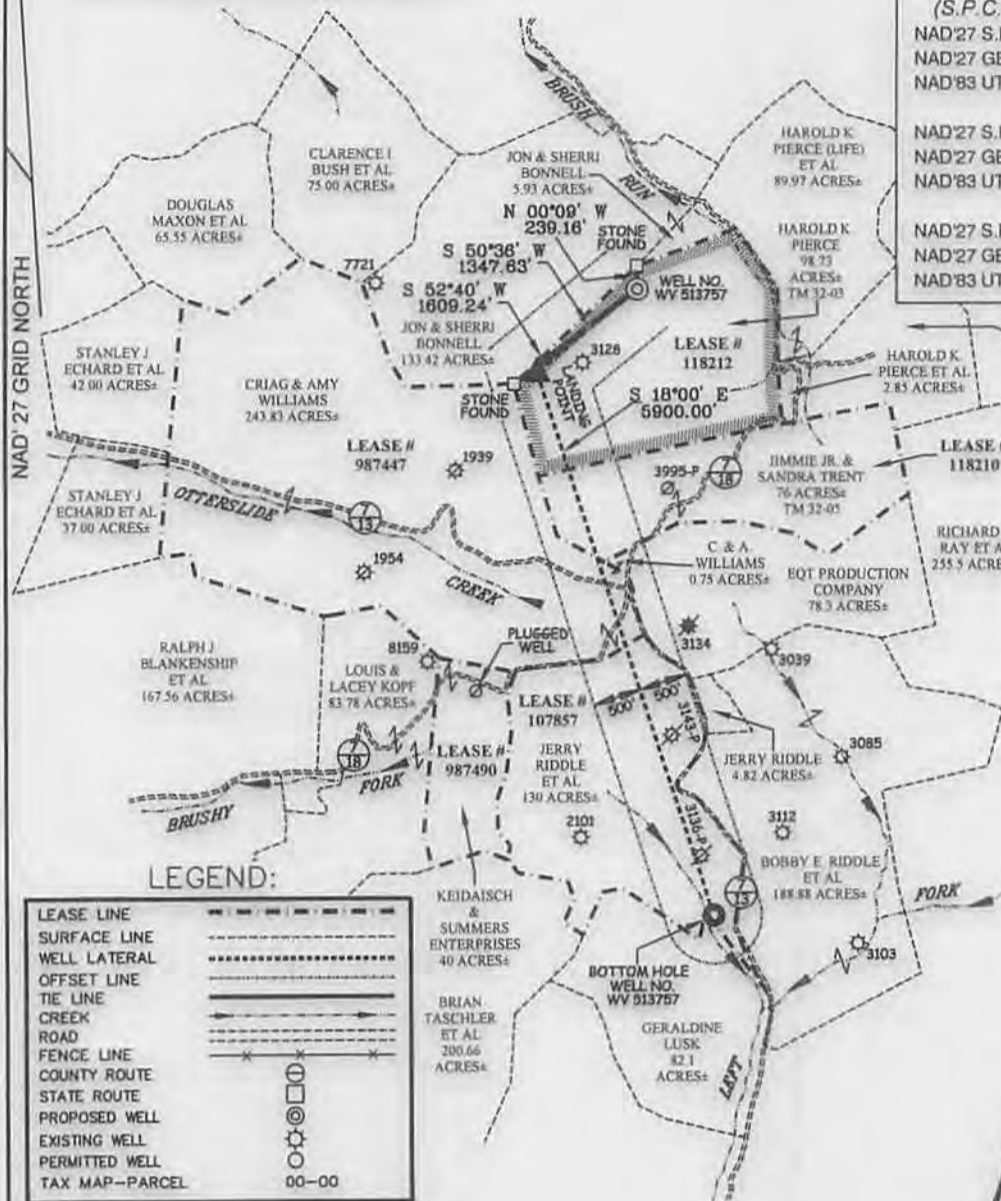 (S.P.C.
NAD'27 S.
NAD'27 GE
NAD'83 UT
NAD'27 S.
NAD'27 GE
NAD'83 UT
NAD'27 S.
NAD'27 GE
NAD'83 UT
NAD' 27 GRID NORTH
BRUSH
RUN
CLARENCE I
BUSH ET AL
75.00 ACRES±
DOUGLAS
MAXON ET AL
65.55 ACRES±
JON & SHERRI
BONNELL
5.93 ACRES±
HAROLD K
PIERCE (LIFE)
ET AL
89.97 ACRES±
N 00°09' W
239.16'
STONE
FOUND
HAROLD K
PIERCE
98.73
ACRES±
TM 32-03
S 50°36' W
1347.63'
7721
WELL NO.
WV 513757
S 52°40' W
1609.24'
JON & SHERRI
BONNELL
133.42 ACRES±
3128
LEASE #
118212
LANDING
POINT
STANLEY J
ECHARD ET AL
42.00 ACRES±
CRIAG & AMY
WILLIAMS
243.83 ACRES±
STONE
FOUND
S 18°00' E
5900.00'
HAROLD K
PIERCE ET AL
2.85 ACRES±
LEASE #
987447
1939
3995-P
7
18
JIMMIE JR. &
SANDRA TRENT
76 ACRES±
TM 32-05
LEASE
118210
STANLEY J
ECHARD ET AL
37.00 ACRES±
OTTERSLIDE
7
13
CREEK
1954
C & A
WILLIAMS
0.75 ACRES±
EQT PRODUCTION
COMPANY
78.3 ACRES±
RICHARD
RAY ET A
255.5 ACRE
RALPH J
BLANKENSHIP
ET AL
167.56 ACRES±
8159
PLUGGED
WELL
3134
3039
LOUIS &
LACEY KOPF
83.78 ACRES±
LEASE #
107857
500'
500'
3143-P
7
18
LEASE #
987490
JERRY
RIDDLE
ET AL
130 ACRES±
JERRY RIDDLE
4.82 ACRES±
3085
BRUSHY
FORK
2101
3136-P
3112
BOBBY E. RIDDLE
ET AL
188.88 ACRES±
7
13
FORK
KEIDAISCH
&
SUMMERS
ENTERPRISES
40 ACRES±
3103
BOTTOM HOLE
WELL NO.
WV 513757
BRIAN
TASCHLER
ET AL
200.66
ACRES±
GERALDINE
LUSK
82.1
ACRES±
LEFT
LEGEND:
LEASE LINE
SURFACE LINE
WELL LATERAL
OFFSET LINE
TIE LINE
CREEK
ROAD
FENCE LINE
COUNTY ROUTE
STATE ROUTE
PROPOSED WELL
EXISTING WELL
PERMITTED WELL
TAX MAP-PARCEL 00-00